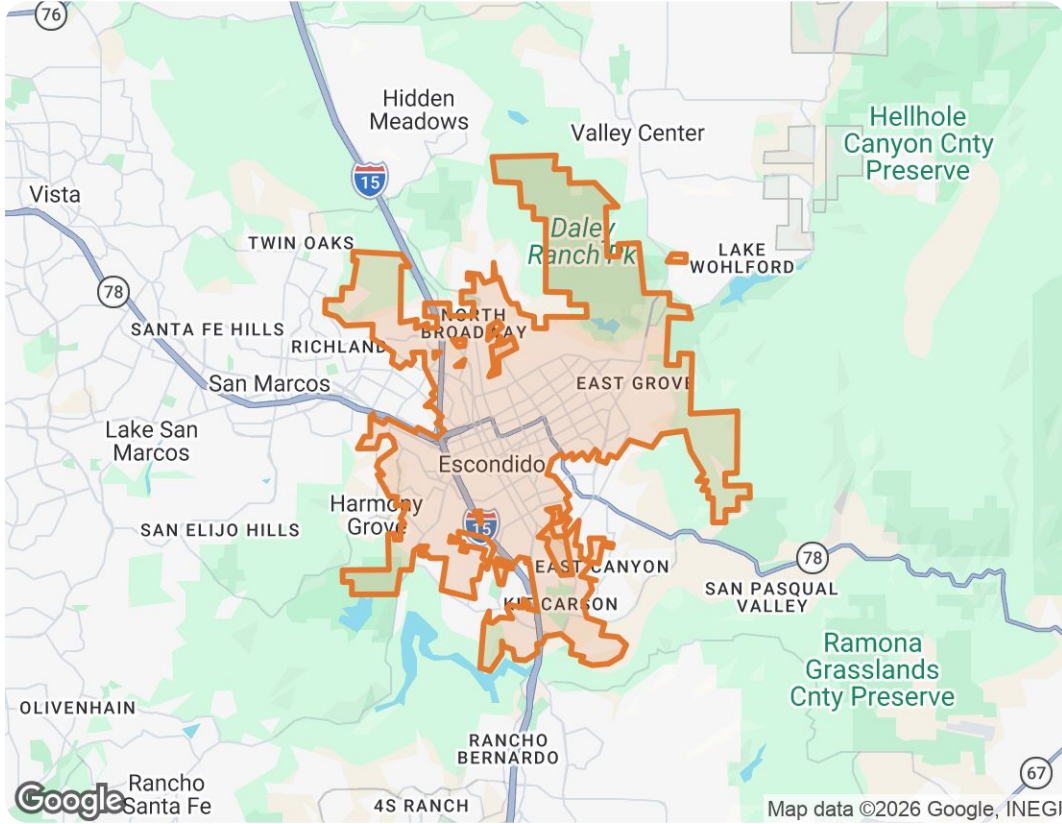 76
Hidden
Meadows
Valley Center
Hellhole
Canyon Cnty
Preserve
15
Vista
Daley
Ranch Pk
TWIN OAKS
LAKE
WOHLFORD
78
NORTH
BROADWAY
SANTA FE HILLS
RICHLAND
San Marcos
EAST GROVE
Lake San
Marcos
Escondido
Harmony
Grove
SAN ELIJO HILLS
15
EAST CANYON
78
SAN PASQUAL
VALLEY
KIT CARSON
Ramona
Grasslands
Cnty Preserve
OLIVENHAIN
RANCHO
BERNARDO
67
Rancho
Santa Fe
4S RANCH
Google
Map data ©2026 Google, INEGI